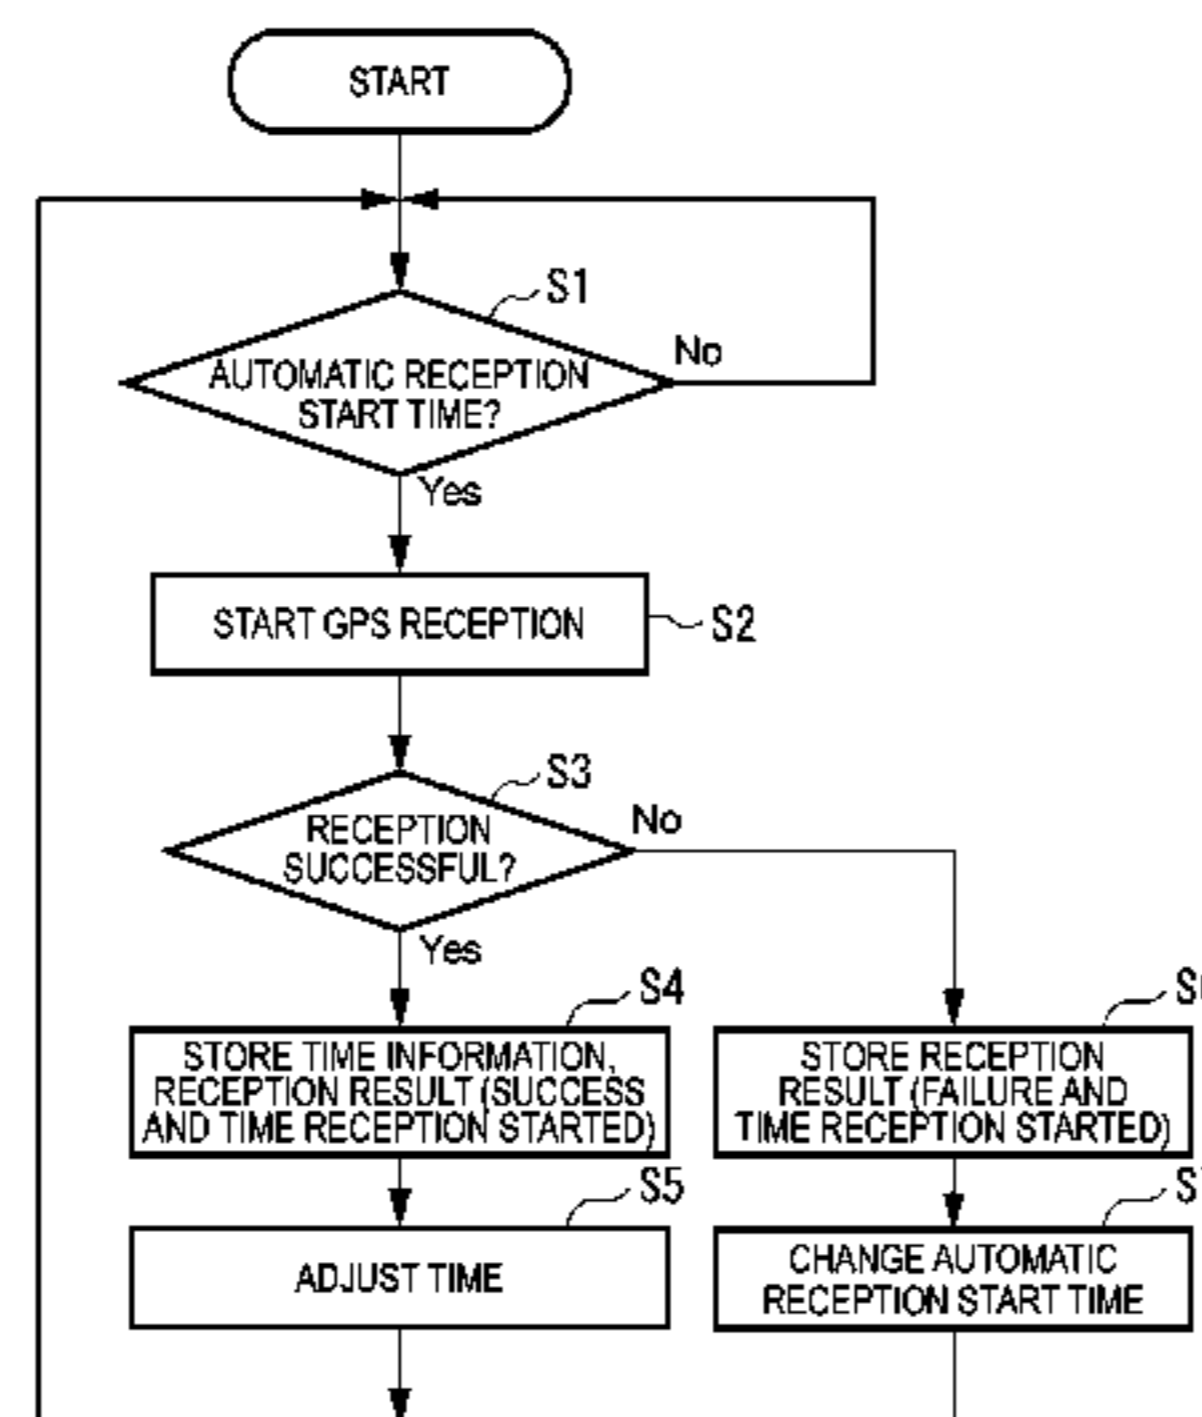 START
S1
No
AUTOMATIC RECEPTION
START TIME?
Yes
START GPS RECEPTION
S2
S3
No
RECEPTION
SUCCESSFUL?
Yes
S4
STORE TIME INFORMATION,
RECEPTION RESULT (SUCCESS
AND TIME RECEPTION STARTED)
STORE RECEPTION
RESULT (FAILURE AND
TIME RECEPTION STARTED)
S5
ADJUST TIME
CHANGE AUTOMATIC
RECEPTION START TIME